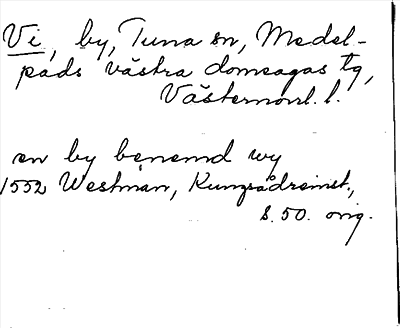 Vi, by, Tuna sn, Medel-
pads västra domsagas tg,
Västernorrl. l.
en by benemd wy
1552 Westman, Kungsådreinst.,
s. 50. orig.